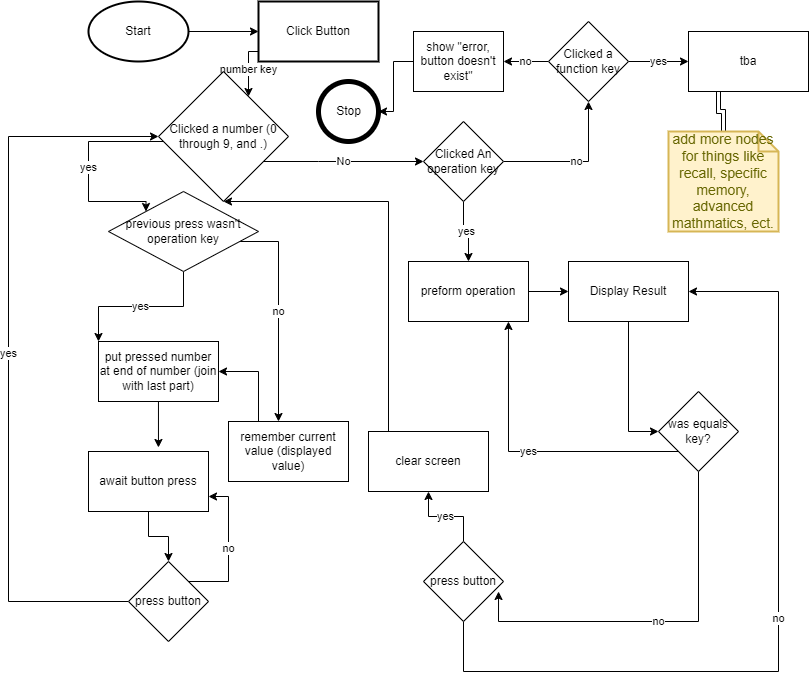 Start
Click Button
show "error,
button doesn't
exist"
no
Clicked a
function key
yes
tba
number key
Stop
Clicked a number (0
through 9, and .)
No
Clicked An
operation key
no
add more nodes
for things like
recall, specific
memory,
advanced
mathmatics, ect.
yes
previous press wasn't
operation key
yes
preform operation
Display Result
yes
no
yes
put pressed number
at end of number (join
with last part)
remember current
value (displayed
value)
was equals
key?
yes
clear screen
await button press
yes
no
press button
press button
no
no